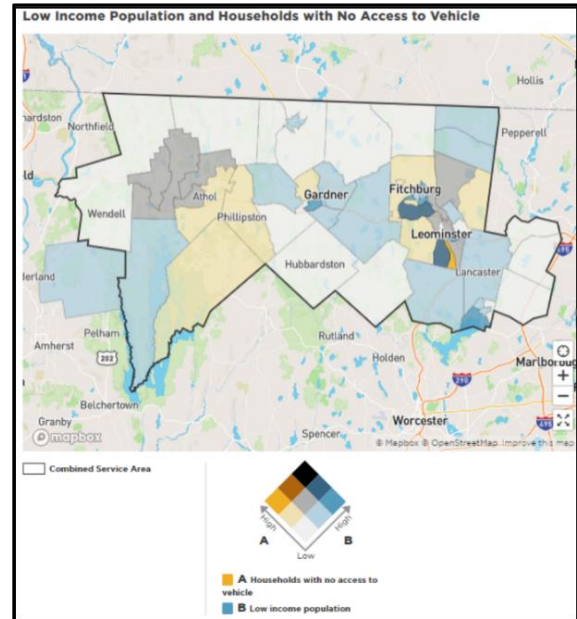 Low Income Population and Households with No Access to Vehicle
Hollis
Northfield
Pepperell
Athol
Gardner
Fitchburg
Wendell
Phillipston
Leominster
Hubbardston
Lancaster
Pelham
Amherst
202
Rutland
Holden
Marlborough
290
Belchertown
Granby
Worcester
Spencer
495
mapbox
© Mapbox © OpenStreetMap Improve this map
Combined Service Area
High
High
A
B
Low
A Households with no access to
vehicle
B Low income population